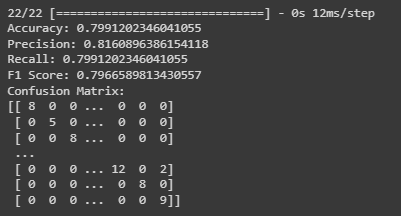 22/22 [==============================] - 0s 12ms/step
Accuracy: 0.7991202346041055
Precision: 0.8160896386154118
Recall: 0.7991202346041055
F1 Score: 0.7966589813430557
Confusion Matrix:
[[ 8  0  0 ...  0  0  0]
 [ 0  5  0 ...  0  0  0]
 [ 0  0  8 ...  0  0  0]
 ...
 [ 0  0  0 ... 12  0  2]
 [ 0  0  0 ...  0  8  0]
 [ 0  0  0 ...  0  0  9]]